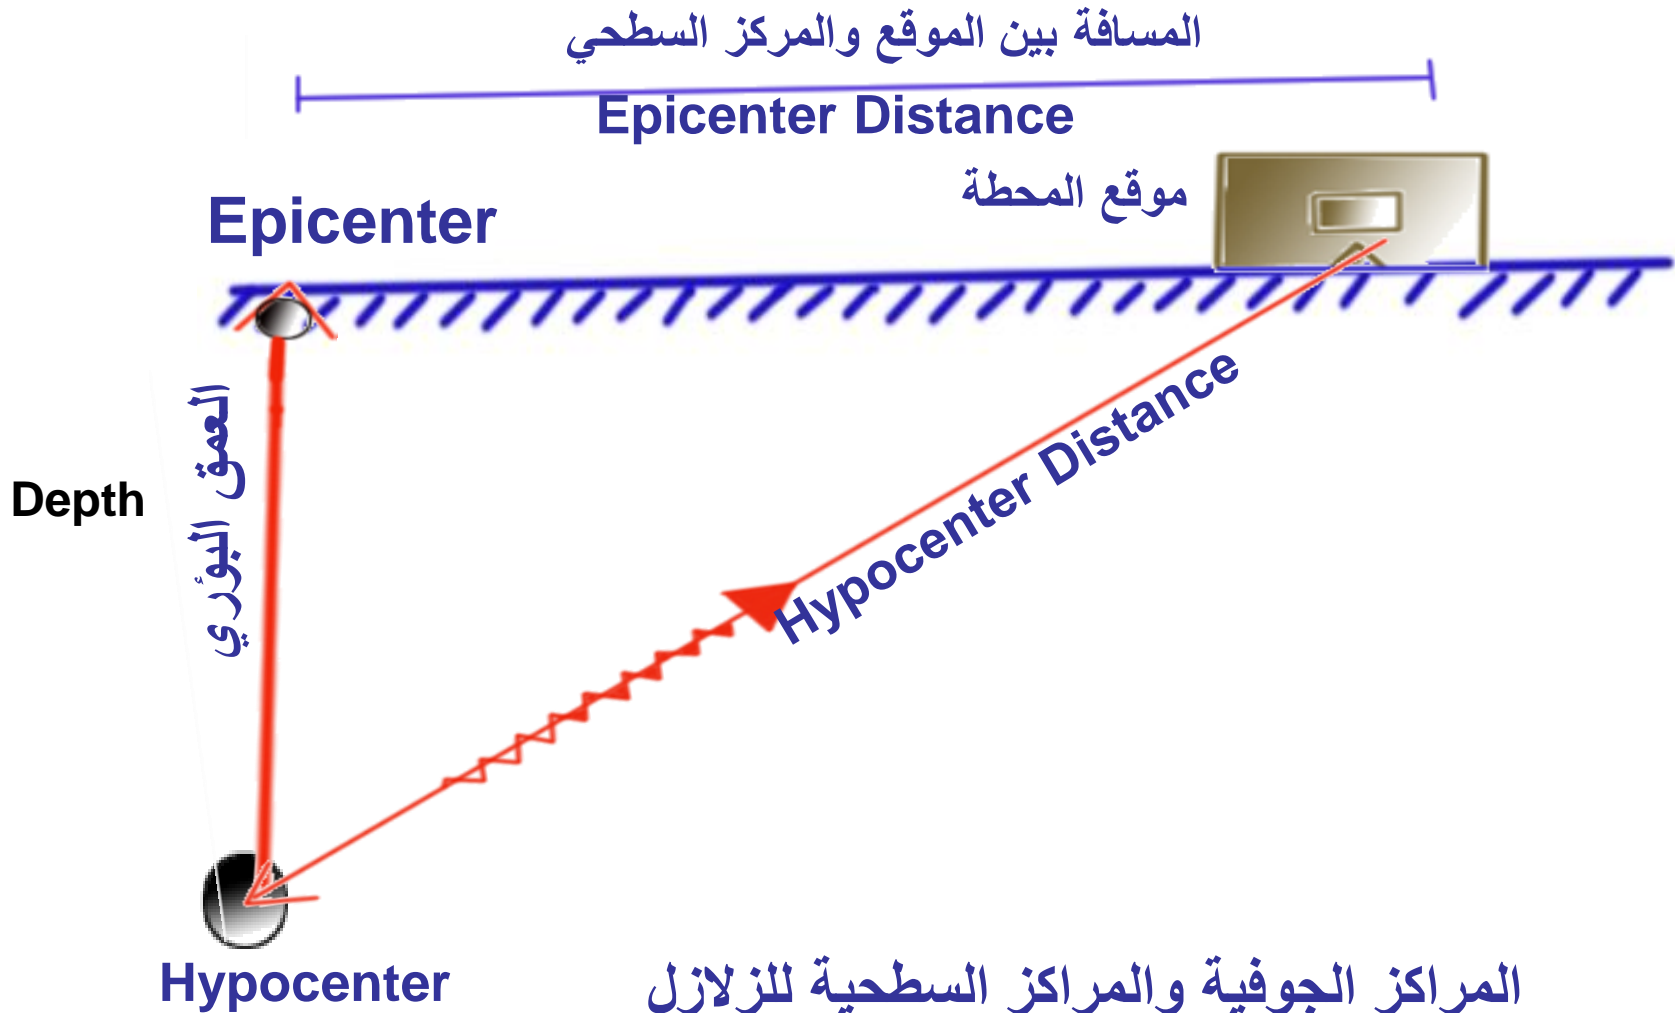 المسافة بين الموقع والمركز السطحي
Epicenter Distance
موقع المحطة
Epicenter
العمق البؤري
Depth
Hypocenter Distance
Hypocenter
المراكز الجوفية والمراكز السطحية للزلازل